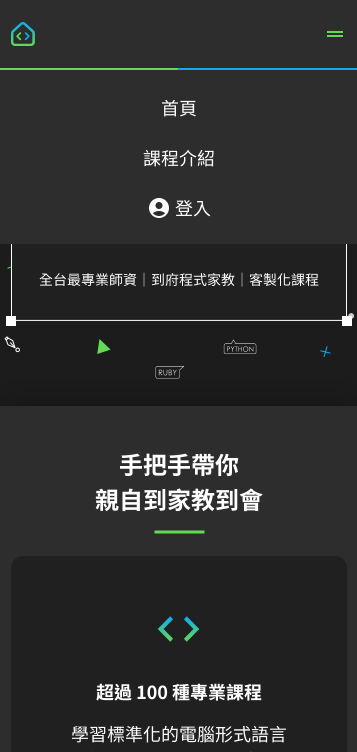 首頁
課程介紹
登入
全台最專業師資｜到府程式家教｜客製化課程
PYTHON
RUBY
手把手帶你
親自到家教到會
超過 100 種專業課程
學習標準化的電腦形式語言